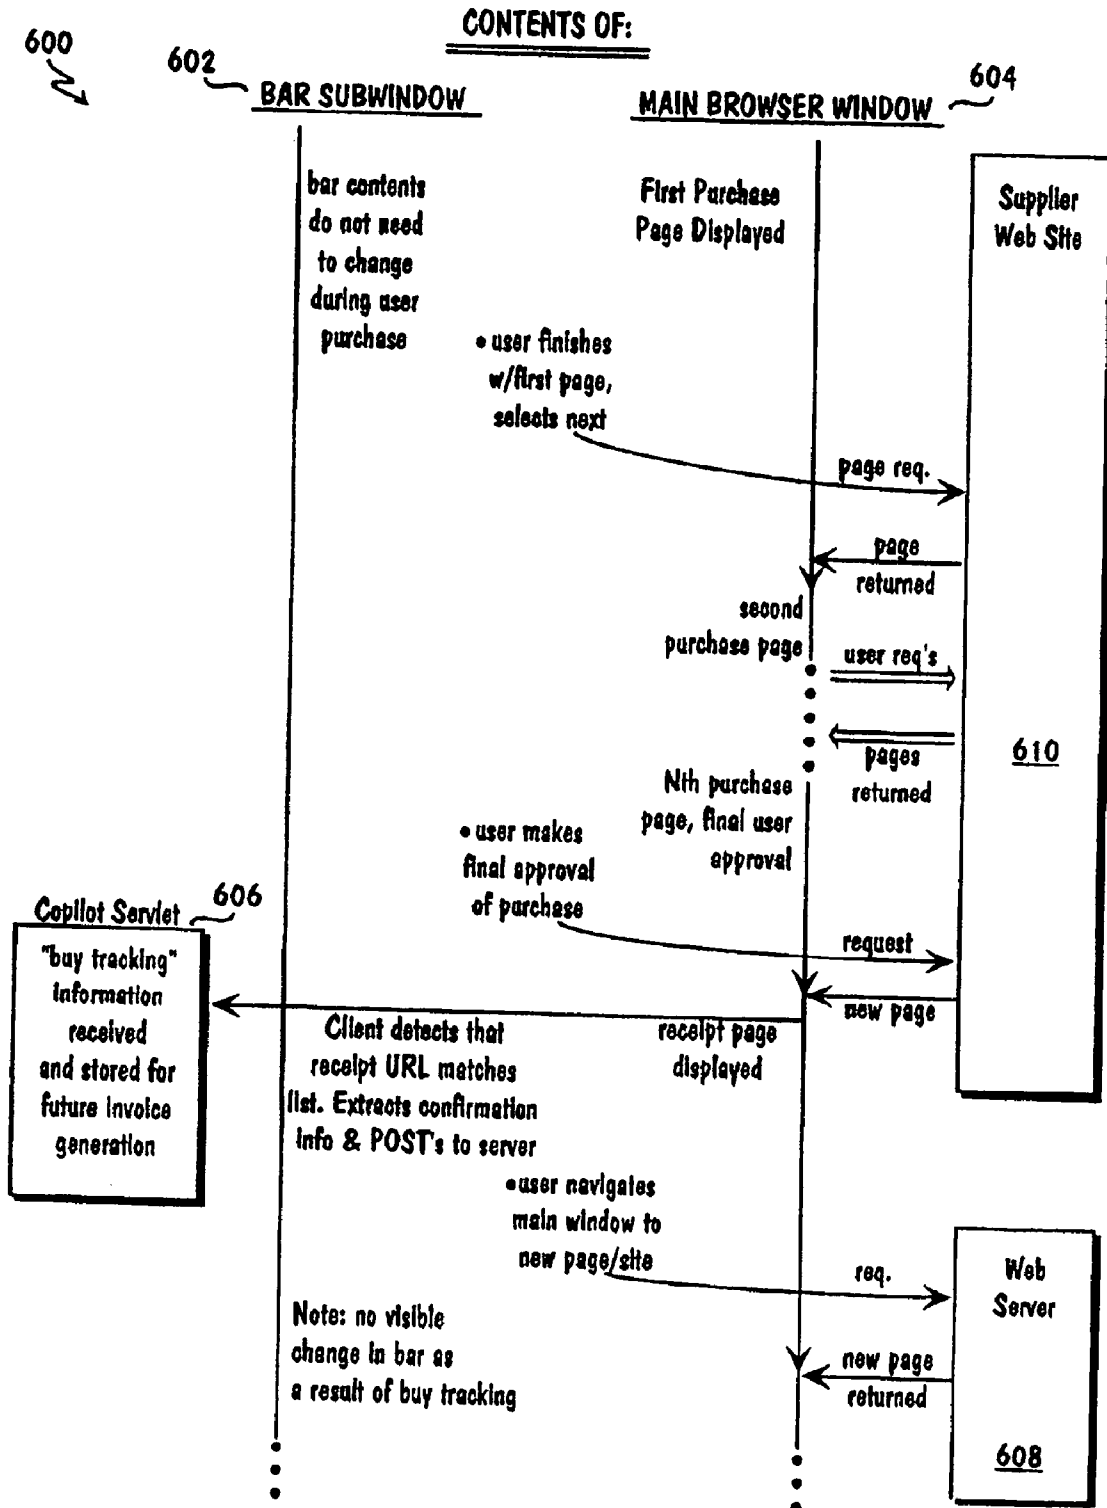 CONTENTS OF:
600
602
BAR SUBWINDOW
MAIN BROWSER WINDOW
604
bar contents
do not need
to change
during user
purchase
First Purchase
Page Displayed
Supplier
Web Site
• user finishes
w/first page,
selects next
page req.
page
returned
second
purchase page
user req's
pages
returned
610
Nth purchase
page, final user
approval
• user makes
final approval
of purchase
request
new page
Copilot Servlet
606
"buy tracking"
information
received
and stored for
future invoice
generation
Client detects that
receipt URL matches
list. Extracts confirmation
info & POST's to server
receipt page
displayed
• user navigates
main window to
new page/site
req.
Web
Server
Note: no visible
change in bar as
a result of buy tracking
new page
returned
608